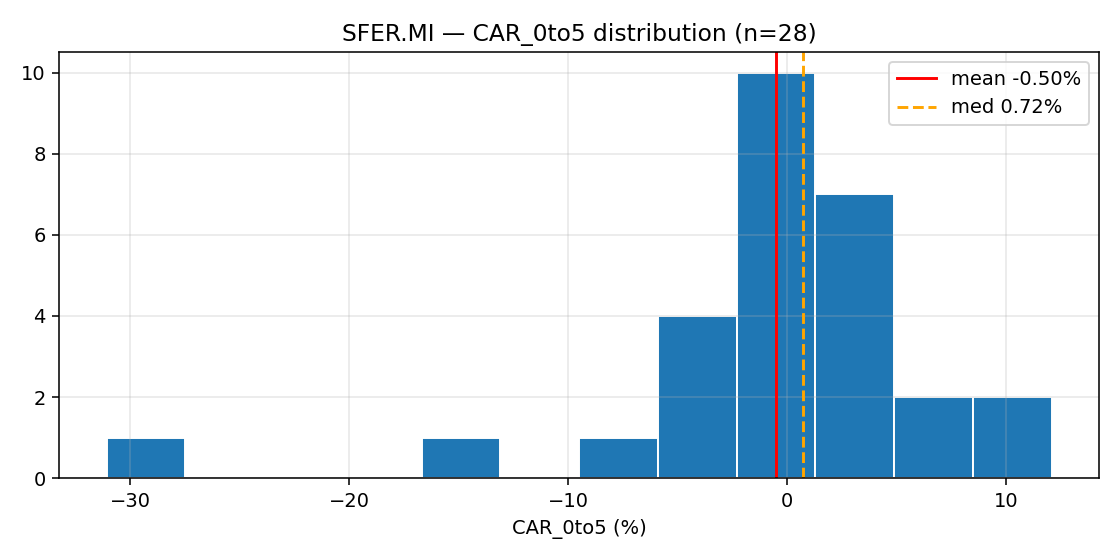 SFER.MI — CAR_0to5 distribution (n=28)
mean -0.50%
med 0.72%
10
8
6
4
2
0
−30
−20
−10
0
10
CAR_0to5 (%)